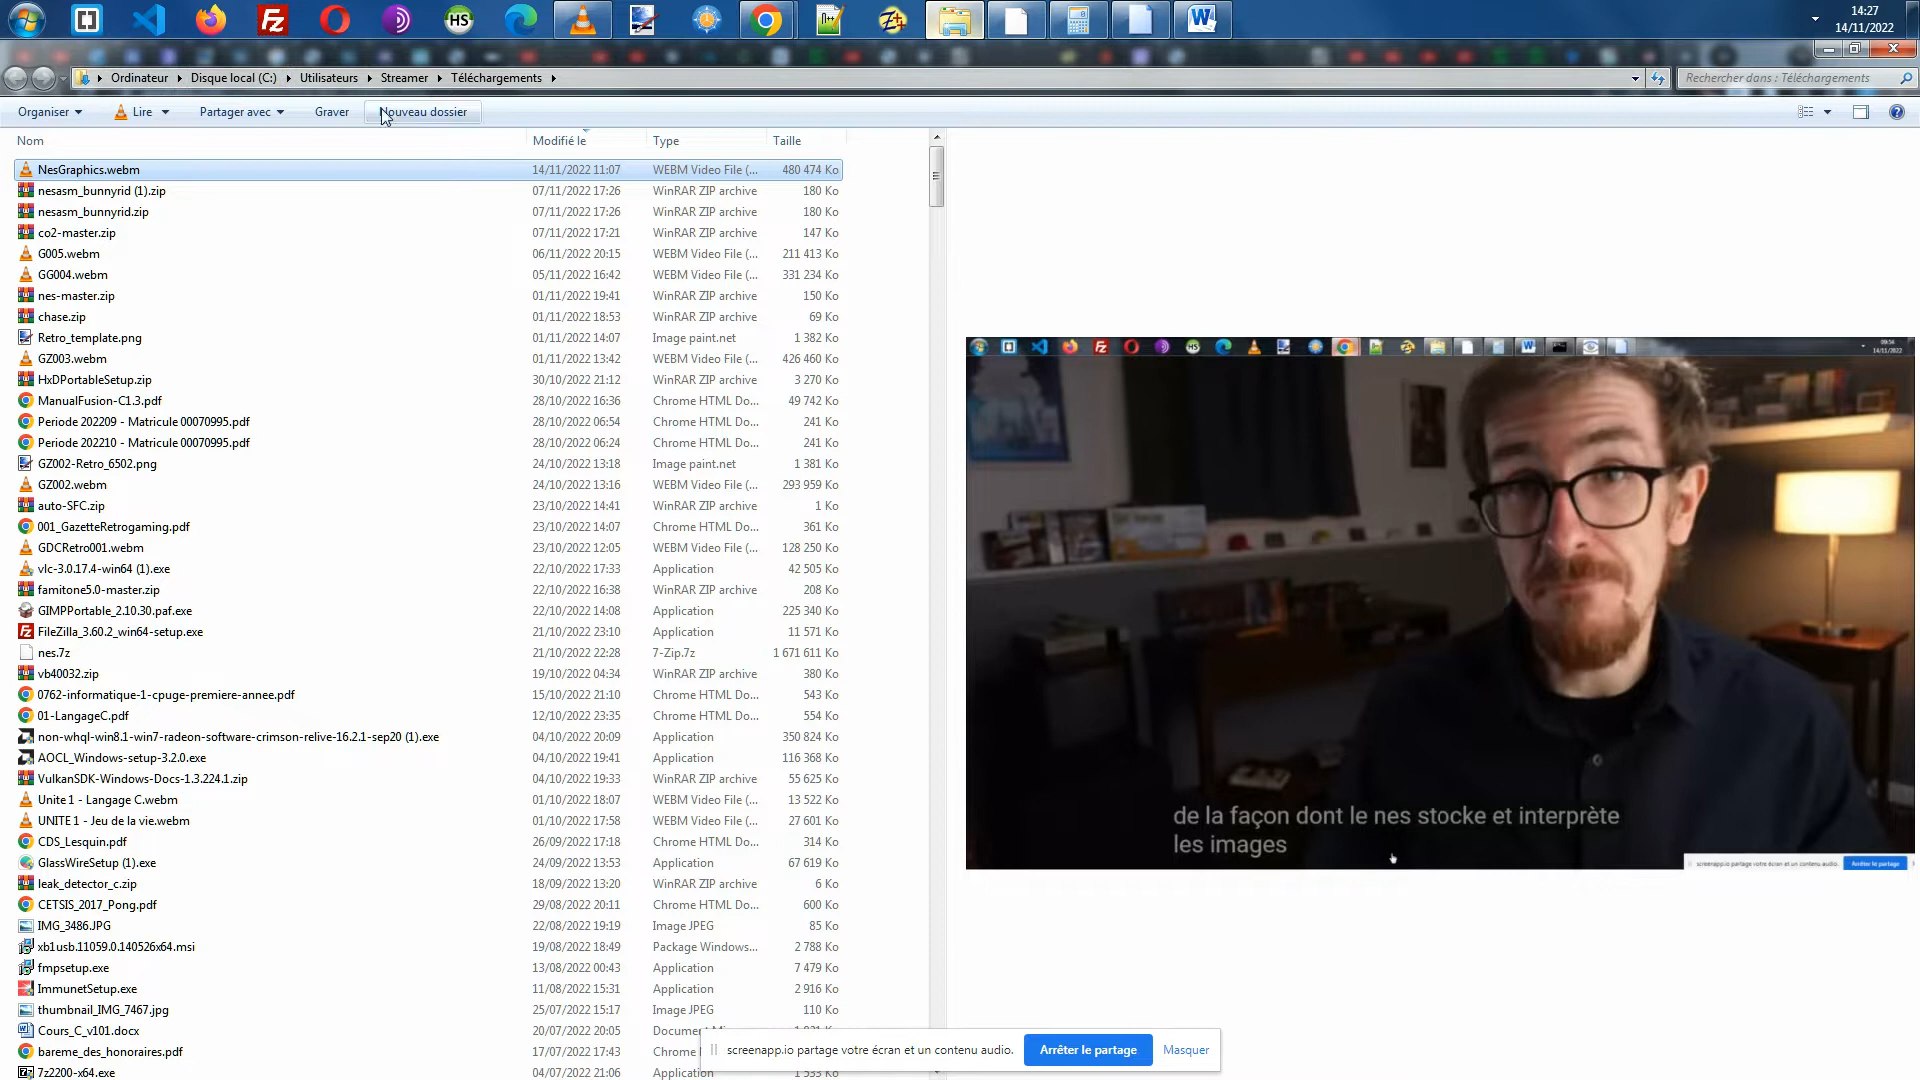 14:27
14/11/2022
Ordinateur
Disque local (C:)
Utilisateurs
Streamer
Téléchargements
Rechercher dans : Téléchargements
Organiser
Lire
Partager avec
Graver
Nouveau dossier
Nom Modifié le Type Taille
NesGraphics.webm 14/11/2022 11:07 WEBM Video File (... 480 474 Ko
nesasm_bunnyrid (1).zip 07/11/2022 17:26 WinRAR ZIP archive 180 Ko
nesasm_bunnyrid.zip 07/11/2022 17:26 WinRAR ZIP archive 180 Ko
co2-master.zip 07/11/2022 17:21 WinRAR ZIP archive 147 Ko
G005.webm 06/11/2022 20:15 WEBM Video File (... 211 413 Ko
GG004.webm 05/11/2022 16:42 WEBM Video File (... 331 234 Ko
nes-master.zip 01/11/2022 19:41 WinRAR ZIP archive 150 Ko
chase.zip 01/11/2022 18:53 WinRAR ZIP archive 69 Ko
Retro_template.png 01/11/2022 14:07 Image paint.net 1 382 Ko
GZ003.webm 01/11/2022 13:42 WEBM Video File (... 426 460 Ko
HxDPortableSetup.zip 30/10/2022 21:12 WinRAR ZIP archive 3 270 Ko
ManualFusion-C1.3.pdf 28/10/2022 16:36 Chrome HTML Do... 49 742 Ko
Periode 202209 - Matricule 00070995.pdf 28/10/2022 06:54 Chrome HTML Do... 241 Ko
Periode 202210 - Matricule 00070995.pdf 28/10/2022 06:24 Chrome HTML Do... 241 Ko
GZ002-Retro_6502.png 24/10/2022 13:18 Image paint.net 1 381 Ko
GZ002.webm 24/10/2022 13:16 WEBM Video File (... 293 959 Ko
auto-SFC.zip 23/10/2022 14:41 WinRAR ZIP archive 1 Ko
001_GazetteRetrogaming.pdf 23/10/2022 14:07 Chrome HTML Do... 361 Ko
GDCRetro001.webm 23/10/2022 12:05 WEBM Video File (... 128 250 Ko
vlc-3.0.17.4-win64 (1).exe 22/10/2022 17:33 Application 42 505 Ko
famitone5.0-master.zip 22/10/2022 16:38 WinRAR ZIP archive 208 Ko
GIMPPortable_2.10.30.paf.exe 22/10/2022 14:08 Application 225 340 Ko
FileZilla_3.60.2_win64-setup.exe 21/10/2022 23:10 Application 11 571 Ko
nes.7z 21/10/2022 22:28 7-Zip.7z 1 671 611 Ko
vb40032.zip 19/10/2022 04:34 WinRAR ZIP archive 380 Ko
0762-informatique-1-cpuge-premiere-annee.pdf 15/10/2022 21:10 Chrome HTML Do... 543 Ko
01-LangageC.pdf 12/10/2022 23:35 Chrome HTML Do... 554 Ko
non-whql-win8.1-win7-radeon-software-crimson-relive-16.2.1-sep20 (1).exe 04/10/2022 20:09 Application 350 824 Ko
AOCL_Windows-setup-3.2.0.exe 04/10/2022 19:41 Application 116 368 Ko
VulkanSDK-Windows-Docs-1.3.224.1.zip 04/10/2022 19:33 WinRAR ZIP archive 55 625 Ko
Unite 1 - Langage C.webm 01/10/2022 18:07 WEBM Video File (... 13 522 Ko
UNITE 1 - Jeu de la vie.webm 01/10/2022 17:58 WEBM Video File (... 27 601 Ko
CDS_Lesquin.pdf 26/09/2022 17:18 Chrome HTML Do... 314 Ko
GlassWireSetup (1).exe 24/09/2022 13:53 Application 67 619 Ko
leak_detector_c.zip 18/09/2022 13:20 WinRAR ZIP archive 6 Ko
CETSIS_2017_Pong.pdf 29/08/2022 20:11 Chrome HTML Do... 600 Ko
IMG_3486.JPG 22/08/2022 19:19 Image JPEG 85 Ko
xb1usb.11059.0.140526x64.msi 19/08/2022 18:49 Package Windows... 2 788 Ko
fmpsetup.exe 13/08/2022 00:43 Application 7 479 Ko
ImmunetSetup.exe 11/08/2022 15:31 Application 2 916 Ko
thumbnail_IMG_7467.jpg 25/07/2022 15:17 Image JPEG 110 Ko
Cours_C_v101.docx 20/07/2022 20:05
bareme_des_honoraires.pdf 17/07/2022 17:43
7z2200-x64.exe 04/07/2022 21:06 Application
09:54
14/11/2022
de la façon dont le nes stocke et interprète
les images
screenapp.io partage votre écran et un contenu audio. Arrêter le partage
screenapp.io partage votre écran et un contenu audio. Arrêter le partage Masquer